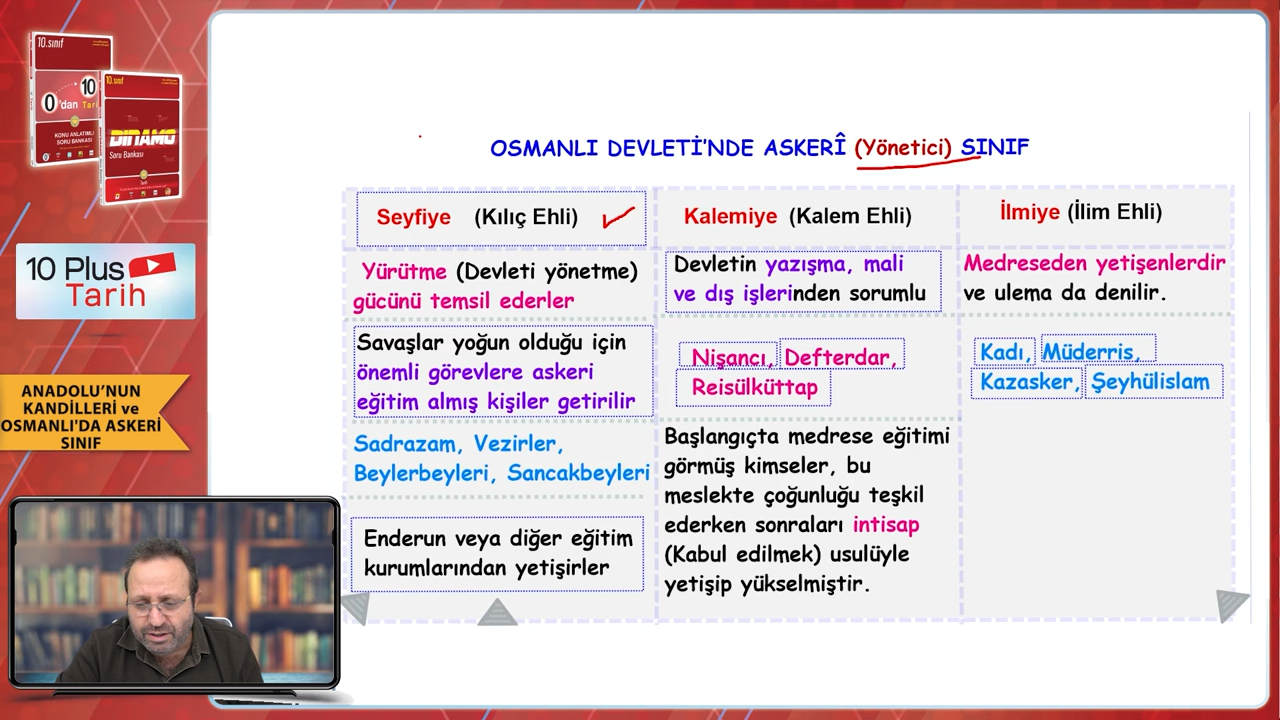 10.sınıf
0'dan 10
Tarih
KONU ANLATIMLI
SORU BANKASI
10.sınıf
DINAMO
Soru Bankası
Tarih
10 Plus
Tarih
ANADOLU'NUN
KANDİLLERİ ve
OSMANLI'DA ASKERİ
SINIF
OSMANLI DEVLETİ'NDE ASKERÎ (Yönetici) SINIF
Seyfiye (Kılıç Ehli)
Yürütme (Devleti yönetme)
gücünü temsil ederler
Savaşlar yoğun olduğu için
önemli görevlere askeri
eğitim almış kişiler getirilir
Sadrazam, Vezirler,
Beylerbeyleri, Sancakbeyleri
Enderun veya diğer eğitim
kurumlarından yetişirler
Kalemiye (Kalem Ehli)
Devletin yazışma, mali
ve dış işlerinden sorumlu
Nişancı, Defterdar,
Reisülküttap
Başlangıçta medrese eğitimi
görmüş kimseler, bu
meslekte çoğunluğu teşkil
ederken sonraları intisap
(Kabul edilmek) usulüyle
yetişip yükselmiştir.
İlmiye (İlim Ehli)
Medreseden yetişenlerdir
ve ulema da denilir.
Kadı, Müderris,
Kazasker, Şeyhülislam